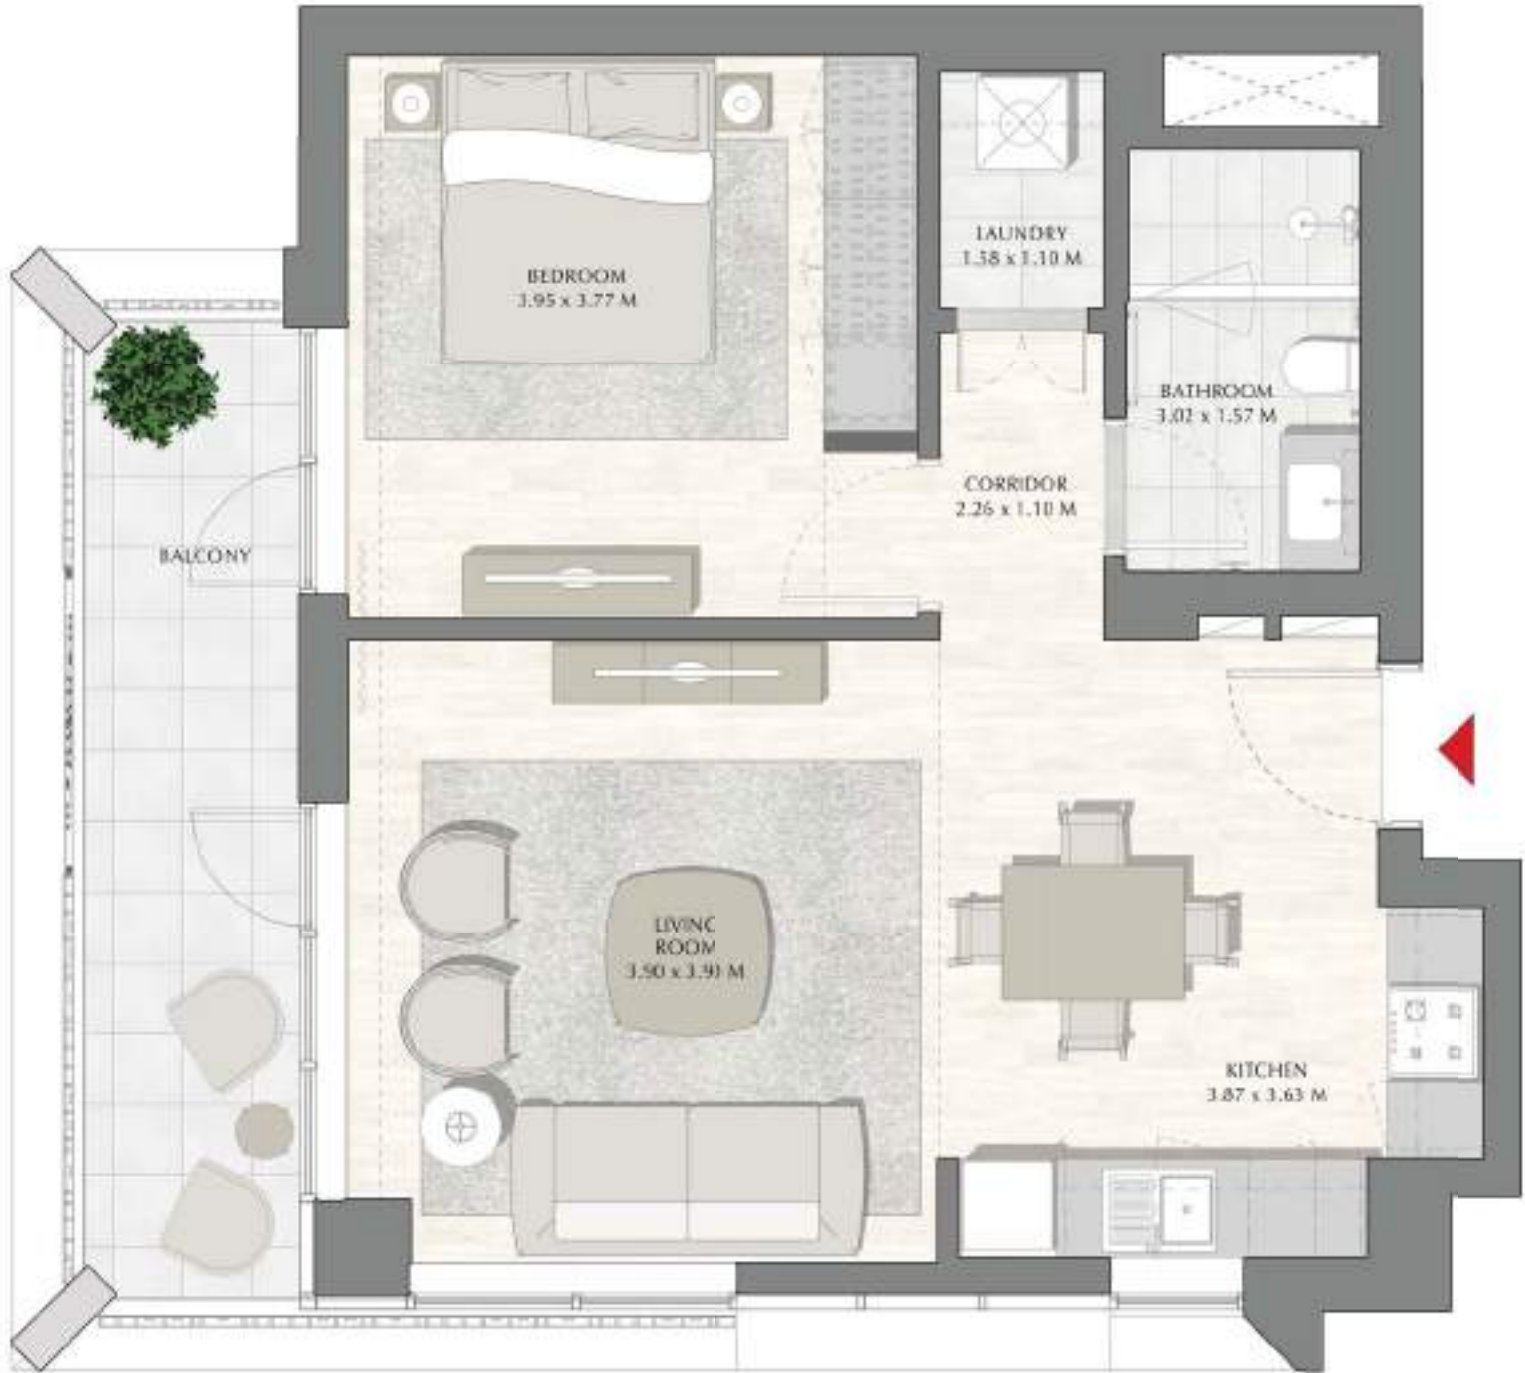 LAUNDRY
1.58 x 1.10 M
BEDROOM
3.95 x 3.77 M
BATHROOM
3.02 x 1.57 M
CORRIDOR
2.26 x 1.10 M
BALCONY
LIVING
ROOM
3.90 x 3.90 M
KITCHEN
3.87 x 3.63 M